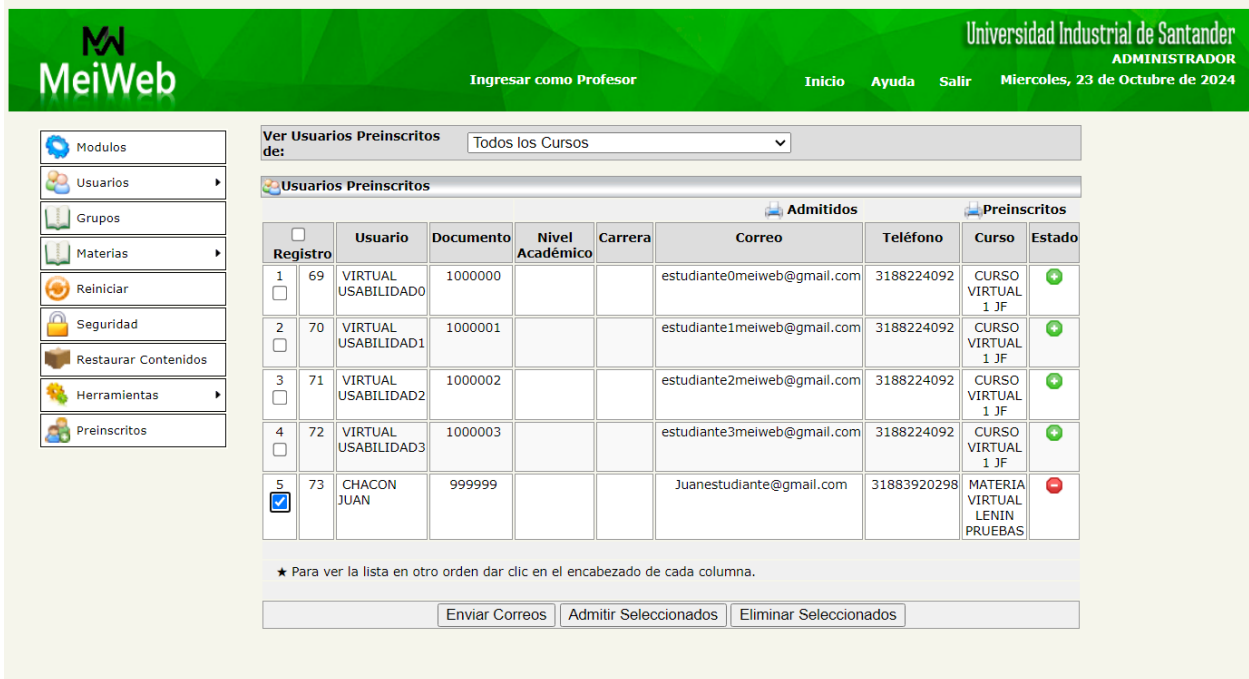 Universidad Industrial de Santander
ADMINISTRADOR
MeiWeb
Ingresar como Profesor
Inicio Ayuda Salir Miercoles, 23 de Octubre de 2024
Modulos
Usuarios
Grupos
Materias
Reiniciar
Seguridad
Restaurar Contenidos
Herramientas
Preinscritos
Ver Usuarios Preinscritos
de:
Todos los Cursos
Usuarios Preinscritos
Admitidos Preinscritos
Registro Usuario Documento Nivel Académico Carrera Correo Teléfono Curso Estado
1 69 VIRTUAL USABILIDAD0 1000000 estudiante0meiweb@gmail.com 3188224092 CURSO VIRTUAL 1 JF
2 70 VIRTUAL USABILIDAD1 1000001 estudiante1meiweb@gmail.com 3188224092 CURSO VIRTUAL 1 JF
3 71 VIRTUAL USABILIDAD2 1000002 estudiante2meiweb@gmail.com 3188224092 CURSO VIRTUAL 1 JF
4 72 VIRTUAL USABILIDAD3 1000003 estudiante3meiweb@gmail.com 3188224092 CURSO VIRTUAL 1 JF
5 73 CHACON JUAN 999999 Juanestudiante@gmail.com 31883920298 MATERIA VIRTUAL LENIN PRUEBAS
★ Para ver la lista en otro orden dar clic en el encabezado de cada columna.
Enviar Correos Admitir Seleccionados Eliminar Seleccionados